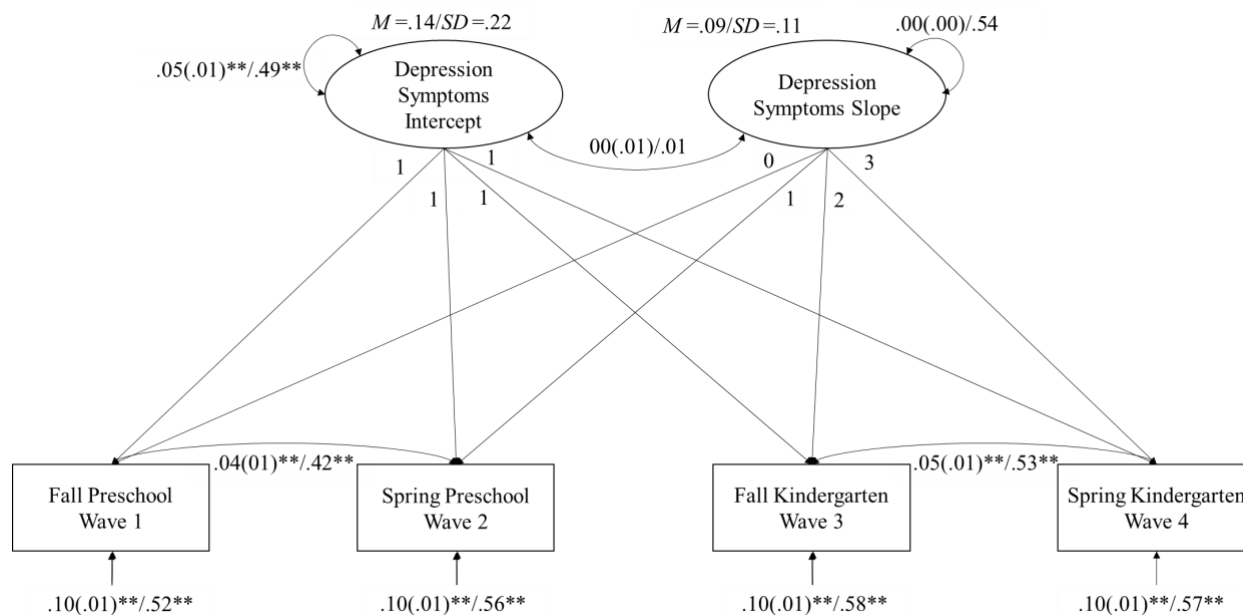 M =.14/SD =.22
M =.09/SD =.11
.00(.00)/.54
.05(.01)**/.49**
Depression
Symptoms
Intercept
Depression
Symptoms Slope
00(.01)/.01
1
1
1
1
0
3
1
2
.04(01)**/.42**
.05(.01)**/.53**
Fall Preschool
Wave 1
Spring Preschool
Wave 2
Fall Kindergarten
Wave 3
Spring Kindergarten
Wave 4
.10(.01)**/.52**
.10(.01)**/.56**
.10(.01)**/.58**
.10(.01)**/.57**